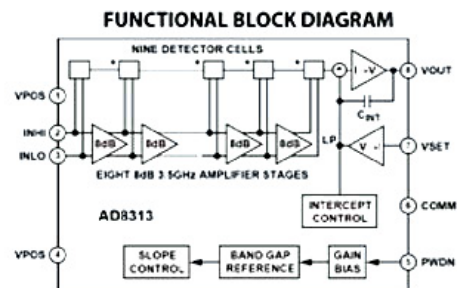 FUNCTIONAL BLOCK DIAGRAM
NINE DETECTOR CELLS
VPOS 1
INHI 2
INLO 3
8dB 8dB 8dB 8dB
I→V
8 VOUT
CINT
LP
V→I
7 VSET
EIGHT 8dB 3.5GHz AMPLIFIER STAGES
INTERCEPT
CONTROL
6 COMM
AD8313
VPOS 4
SLOPE
CONTROL
BAND GAP
REFERENCE
GAIN
BIAS
5 PWDN